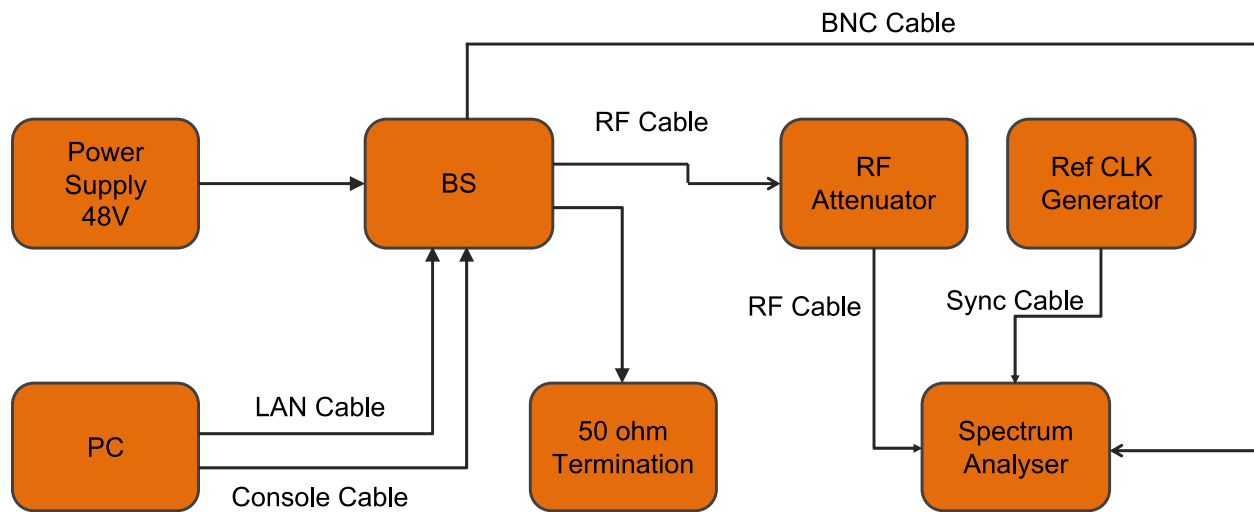 BNC Cable
RF Cable
Power
Supply
48V
BS
RF
Attenuator
Ref CLK
Generator
RF Cable
Sync Cable
LAN Cable
PC
Console Cable
50 ohm
Termination
Spectrum
Analyser